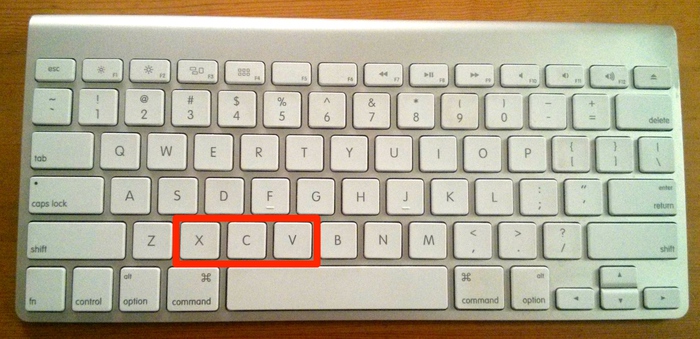 esc F1 F2 F3 F4 F5 F6 F7 F8 F9 F10 F11 F12
~ ! @ # $ % ^ & * ( ) – +
` 1 2 3 4 5 6 7 8 9 0 - = delete
tab Q W E R T Y U I O P { [ } ] | \
caps lock A S D F G H J K L : ; " ' enter return
shift Z X C V B N M < , > . ? / shift
fn control alt option ⌘ command ⌘ command alt option